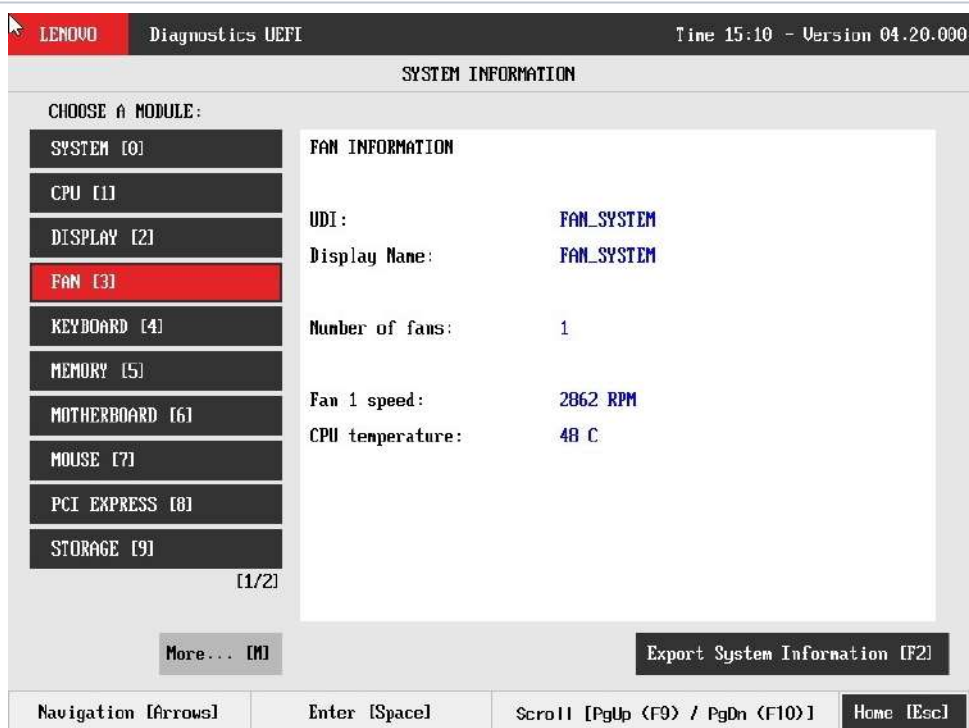 LENOVO Diagnostics UEFI Time 15:10 - Version 04.20.000
SYSTEM INFORMATION
CHOOSE A MODULE:
SYSTEM [0]
CPU [1]
DISPLAY [2]
FAN [3]
KEYBOARD [4]
MEMORY [5]
MOTHERBOARD [6]
MOUSE [7]
PCI EXPRESS [8]
STORAGE [9]
[1/2]
More... [M]
FAN INFORMATION
UDI: FAN_SYSTEM
Display Name: FAN_SYSTEM
Number of fans: 1
Fan 1 speed: 2862 RPM
CPU temperature: 48 C
Export System Information [F2]
Navigation [Arrows] Enter [Space] Scroll [PgUp (F9) / PgDn (F10)] Home [Esc]